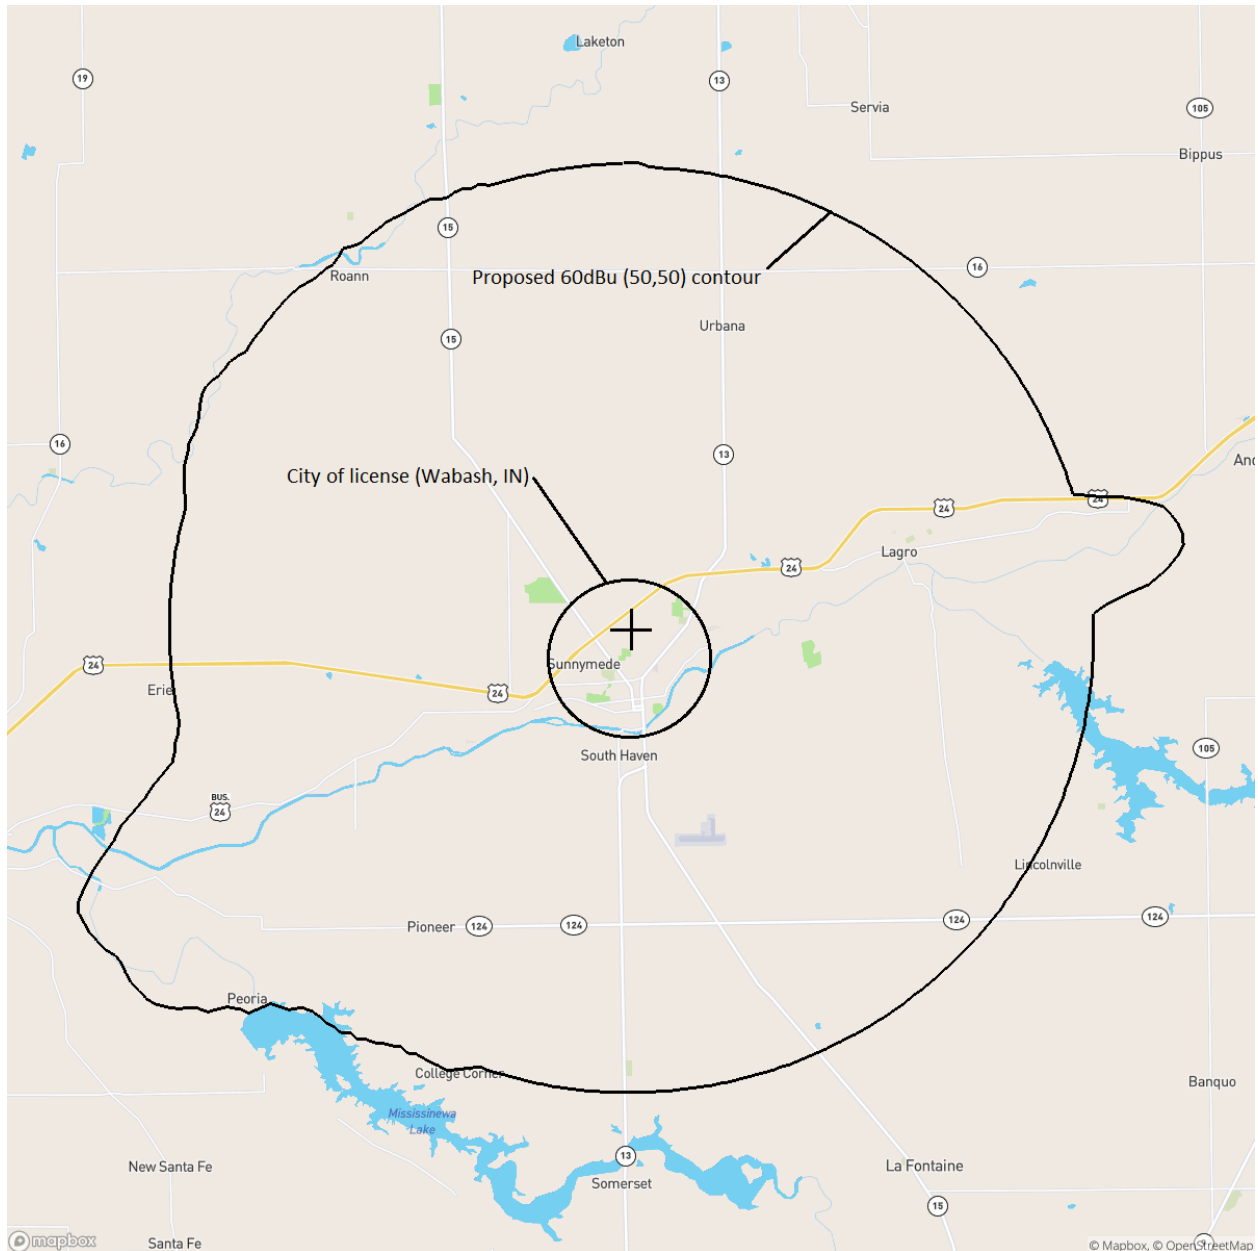 Laketon
19
13
Servia
105
Bippus
15
16
Roann
Proposed 60dBu (50,50) contour
Urbana
15
16
13
City of license (Wabash, IN)
24
24
Lagro
24
Sunnymede
24
24
Erie
South Haven
105
BUS.
24
Lincolnville
Pioneer
124
124
124
124
Peoria
College Corner
Banquo
Mississinewa
Lake
New Santa Fe
13
La Fontaine
Somerset
15
Santa Fe
mapbox
© Mapbox, © OpenStreetMap
9